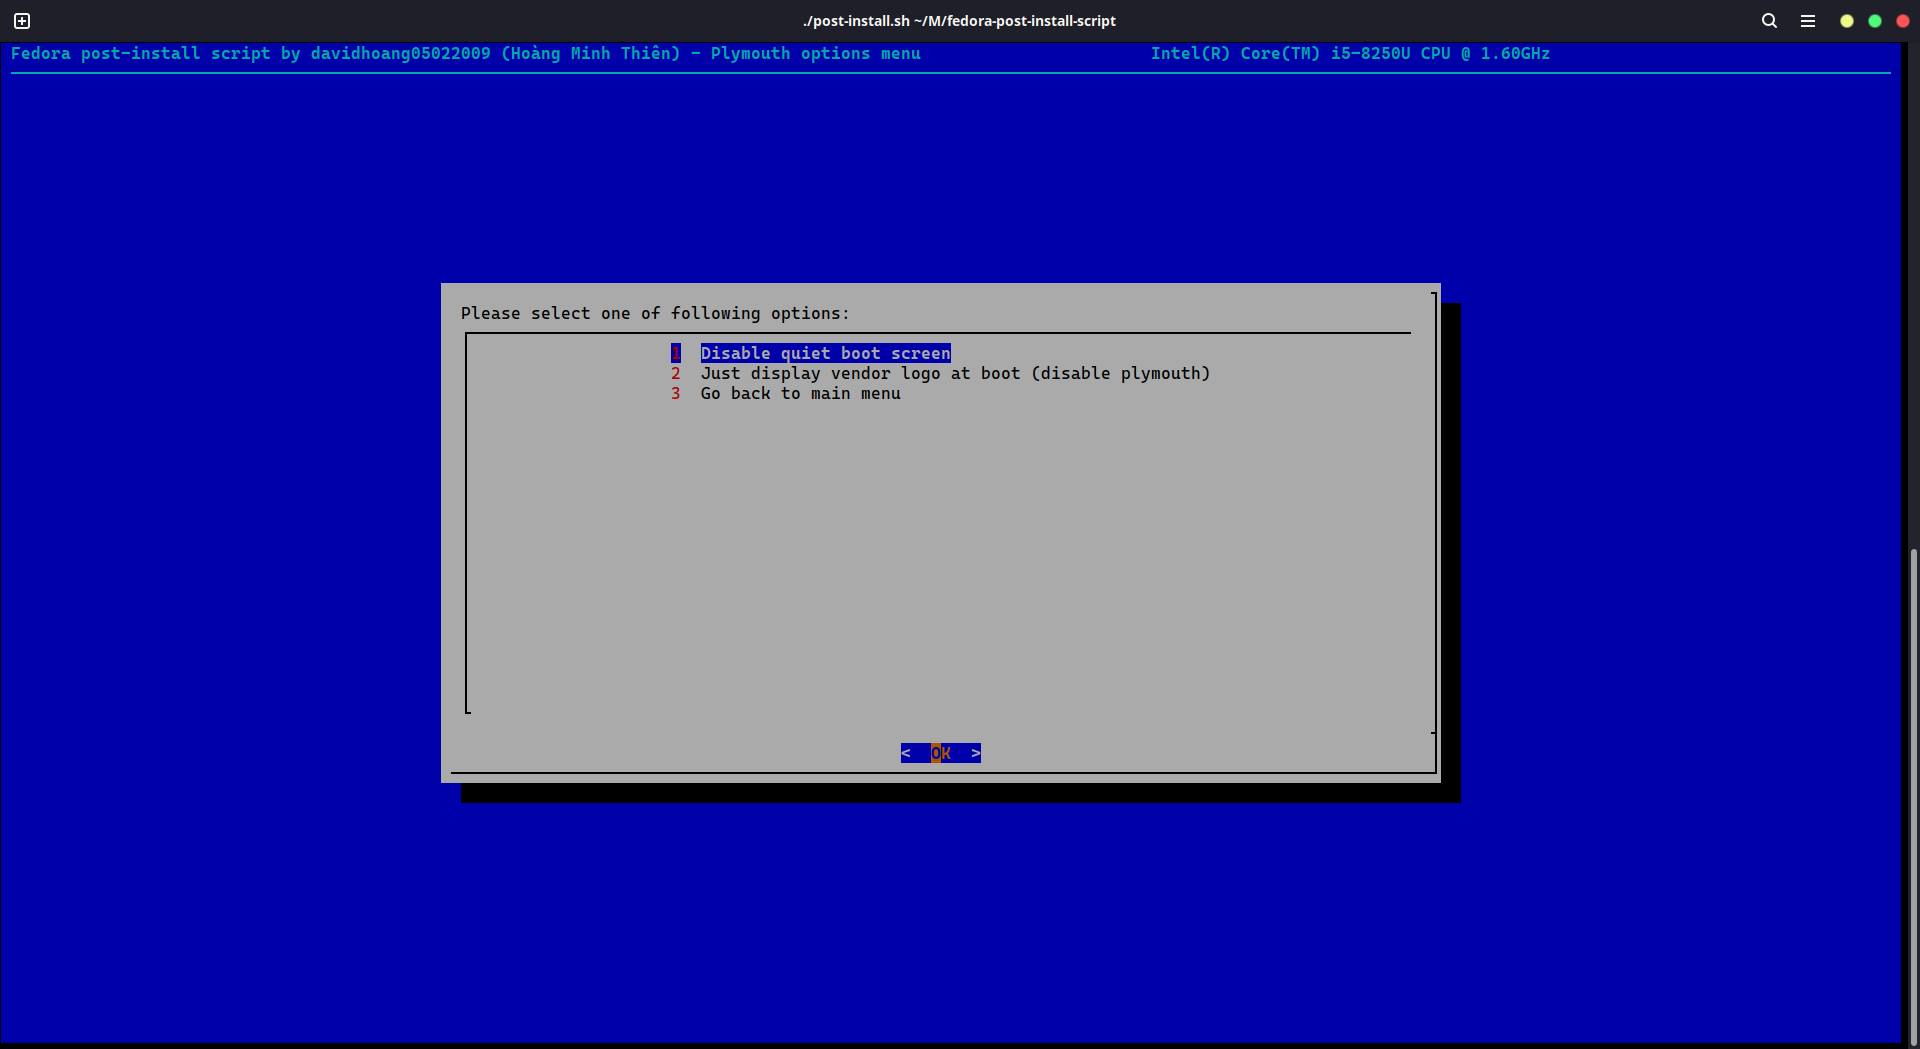 ./post-install.sh ~/M/fedora-post-install-script
Fedora post-install script by davidhoang05022009 (Hoàng Minh Thiên) - Plymouth options menu Intel(R) Core(TM) i5-8250U CPU @ 1.60GHz
Please select one of following options:
1 Disable quiet boot screen
2 Just display vendor logo at boot (disable plymouth)
3 Go back to main menu
< OK >